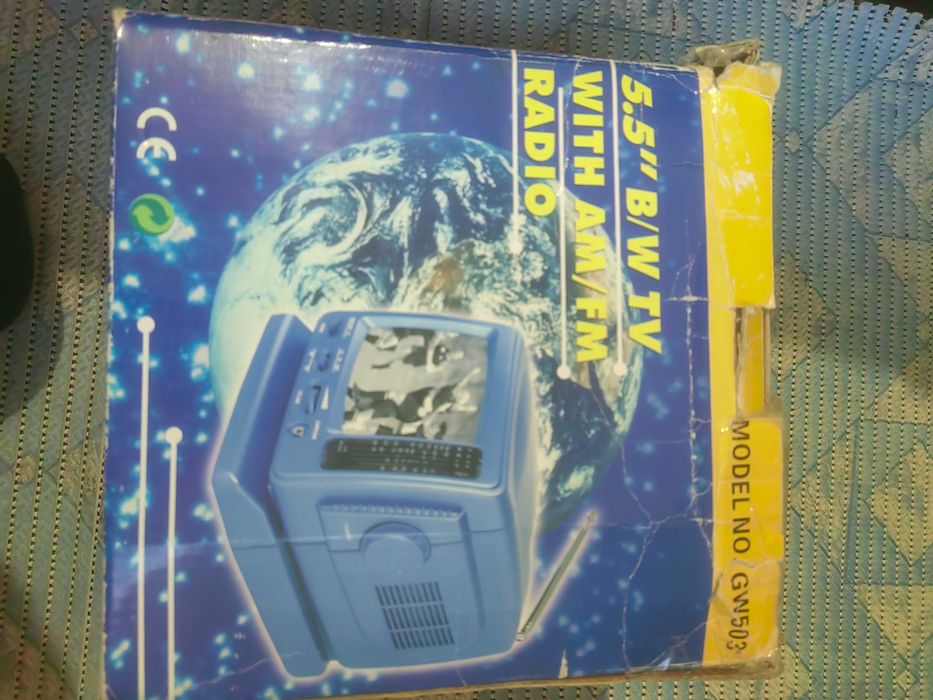 MODEL NO GW503
5.5" B/W TV
WITH AM/FM
RADIO
CE